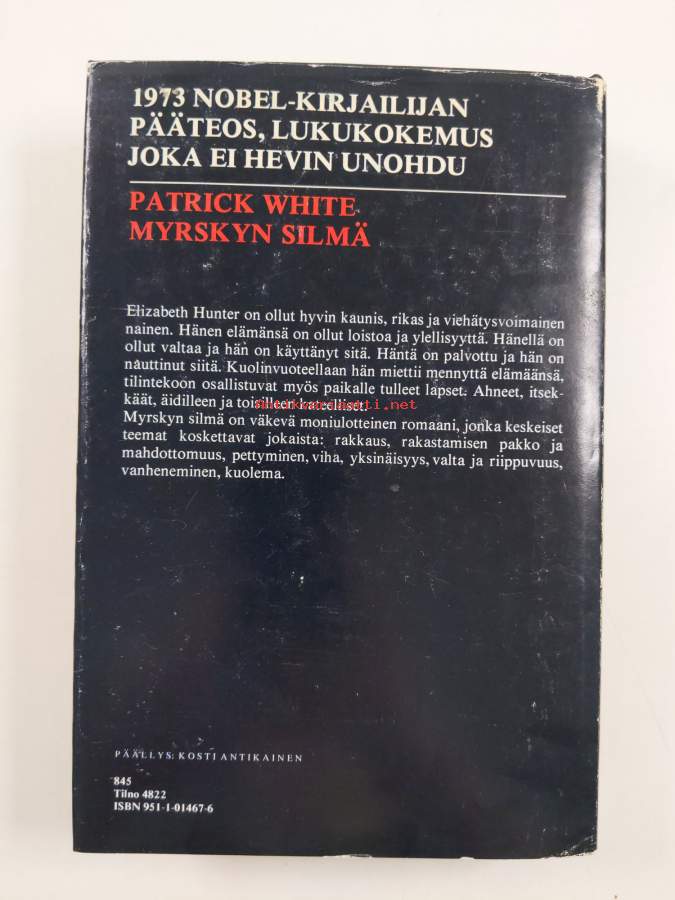 1973 NOBEL-KIRJAILIJAN
PÄÄTEOS, LUKUKOKEMUS
JOKA EI HEVIN UNOHDU
PATRICK WHITE
MYRSKYN SILMÄ
Elizabeth Hunter on ollut hyvin kaunis, rikas ja viehätysvoimainen
nainen. Hänen elämänsä on ollut loistoa ja ylellisyyttä. Hänellä on
ollut valtaa ja hän on käyttänyt sitä. Häntä on palvottu ja hän on
nauttinut siitä. Kuolinvuoteellaan hän miettii mennyttä elämäänsä,
tilintekoon osallistuvat myös paikalle tulleet lapset. Ahneet, itsek-
käät, äidilleen ja toisilleen
antikvariaatti.net
Myrskyn silmä on väkevä moniulotteinen romaani, jonka keskeiset
teemat koskettavat jokaista: rakkaus, rakastamisen pakko ja
mahdottomuus, pettyminen, viha, yksinäisyys, valta ja riippuvuus,
vanheneminen, kuolema.
PÄÄLLYS: KOSTI ANTIKAINEN
845
Tilno 4822
ISBN 951-1-01467-6